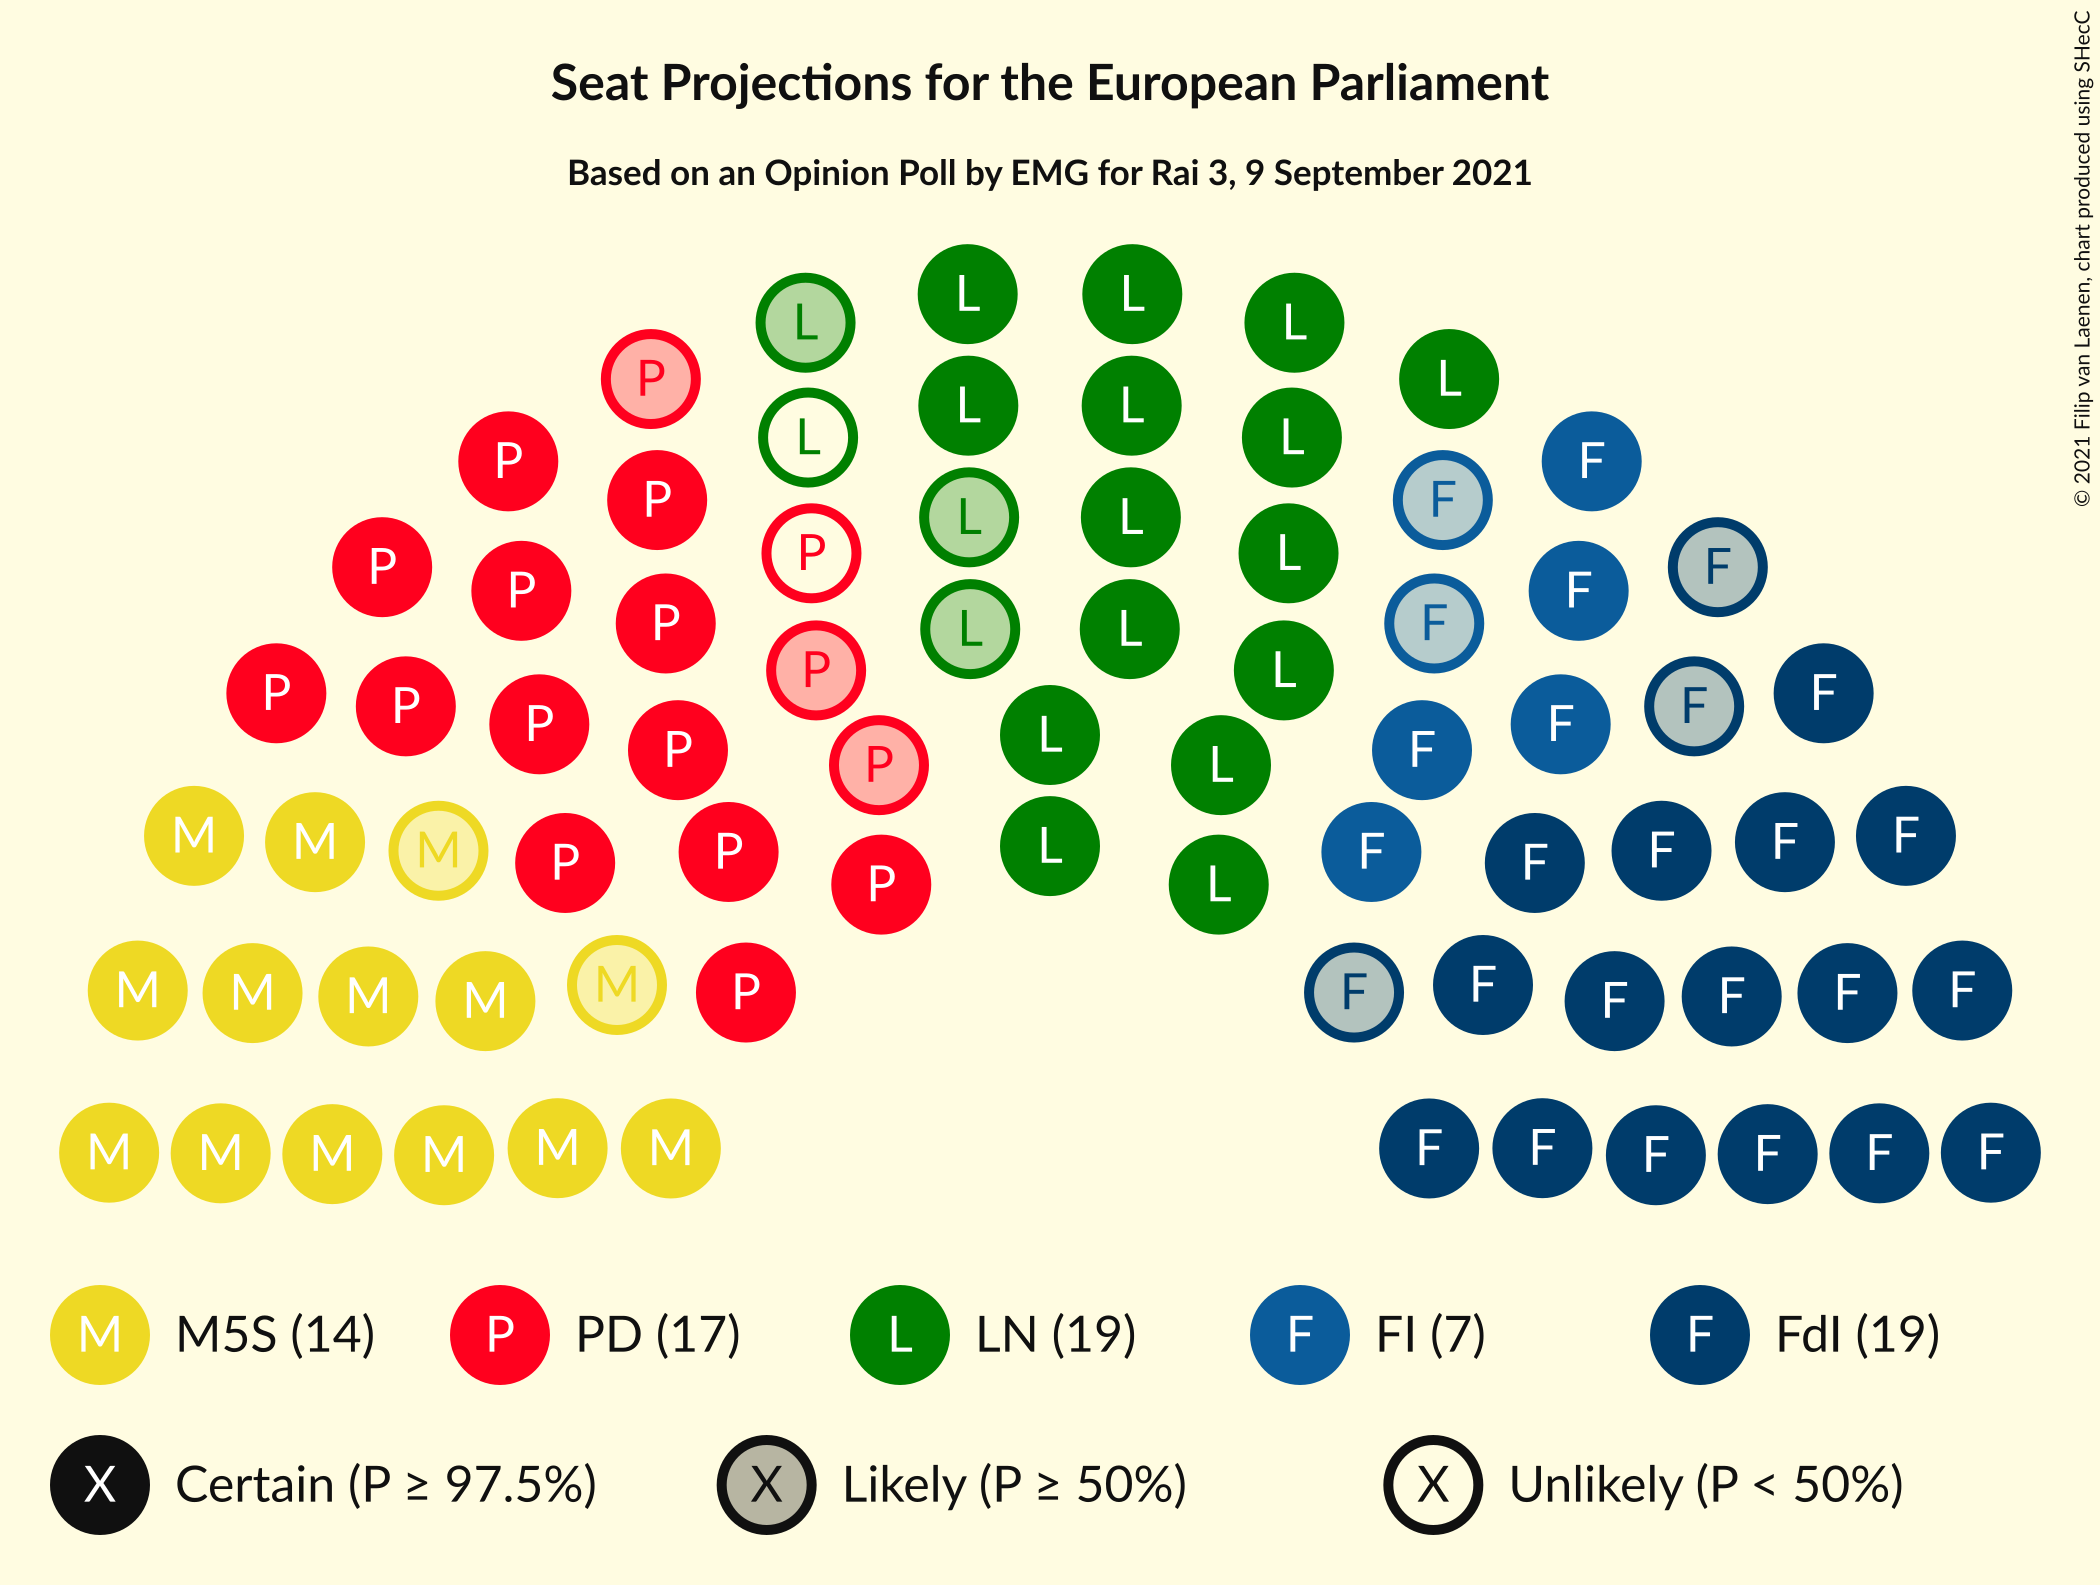 Seat Projections for the European Parliament
Based on an Opinion Poll by EMG for Rai 3, 9 September 2021
© 2021 Filip van Laenen, chart produced using SHecC
L L
L L
P L
L L
P F
L L
P P F F
L L
P P L F F
P P F F
L L
P L
P P F F
P P F F
L
P L
M M M P P L F F F F F
P L
M M M M M P F F F F F F
M M M M M M F F F F F F
M M5S (14) P PD (17) L LN (19) F FI (7) F FdI (19)
X Certain (P ≥ 97.5%) X Likely (P ≥ 50%) X Unlikely (P < 50%)